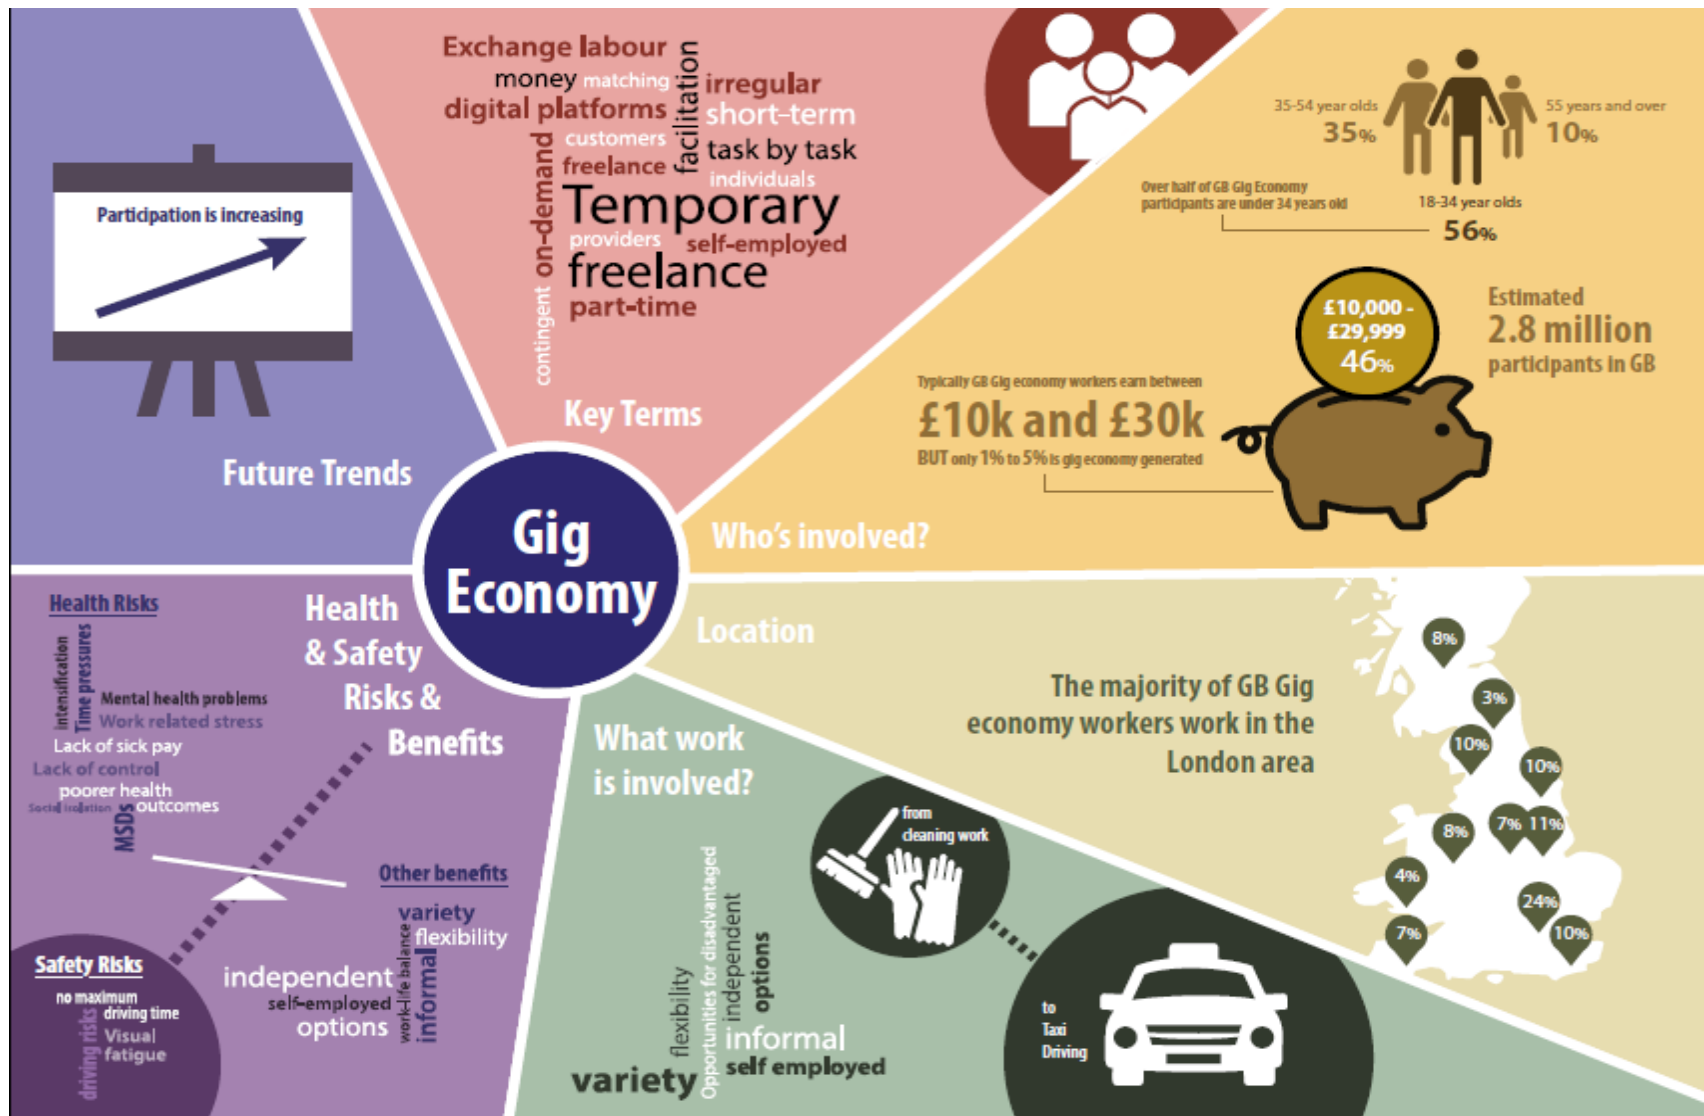 Participation is increasing
Future Trends
Exchange labour
money matching
digital platforms
customers
freelance
facilitation
irregular
short-term
task by task
individuals
Temporary
on-demand
providers
self-employed
freelance
contingent
part-time
Key Terms
35-54 year olds
35%
55 years and over
10%
Over half of GB Gig Economy
participants are under 34 years old
18-34 year olds
56%
£10,000 -
£29,999
46%
Estimated
2.8 million
participants in GB
Typically GB Gig economy workers earn between
£10k and £30k
BUT only 1% to 5% is gig economy generated
Who's involved?
Gig
Economy
Location
The majority of GB Gig
economy workers work in the
London area
8%
3%
10%
10%
8%
7%
11%
4%
24%
7%
10%
Health
& Safety
Risks &
Benefits
Health Risks
intensification
Time pressures
Mental health problems
Work related stress
Lack of sick pay
Lack of control
poorer health
Social isolation
outcomes
MSDs
Other benefits
variety
flexibility
independent
self-employed
options
work-life balance
informal
Safety Risks
no maximum
driving time
driving risks
Visual
fatigue
What work
is involved?
from
cleaning work
to
Taxi
Driving
flexibility
Opportunities for disadvantaged
independent
options
informal
self employed
variety